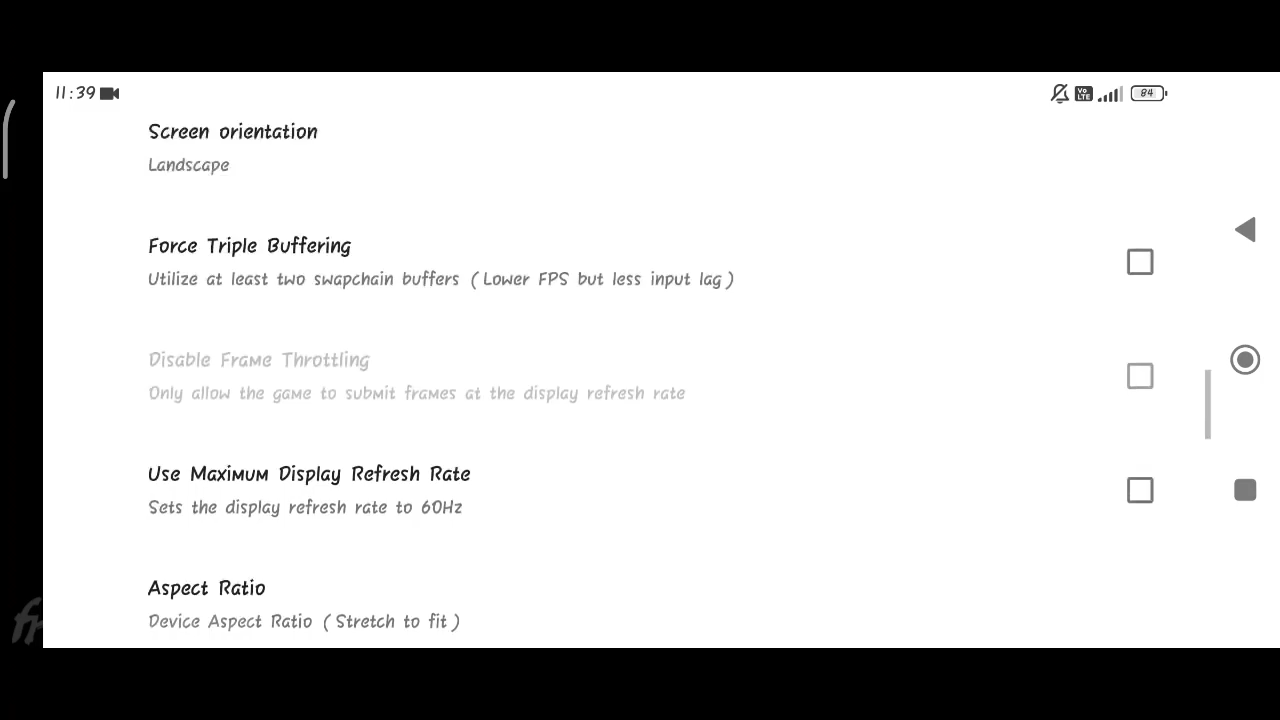 11:39
Vo LTE
84
Screen orientation
Landscape
Force Triple Buffering
Utilize at least two swapchain buffers (Lower FPS but less input lag)
Disable Frame Throttling
Only allow the game to submit frames at the display refresh rate
Use Maximum Display Refresh Rate
Sets the display refresh rate to 60Hz
Aspect Ratio
Device Aspect Ratio (Stretch to fit)